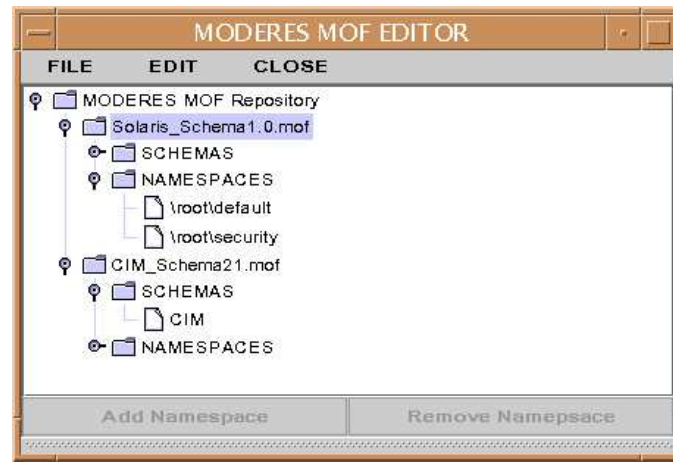 MODERES MOF EDITOR
FILE EDIT CLOSE
MODERES MOF Repository
Solaris_Schema1.0.mof
SCHEMAS
NAMESPACES
\root\default
\root\security
CIM_Schema21.mof
SCHEMAS
CIM
NAMESPACES
Add Namespace Remove Namepsace